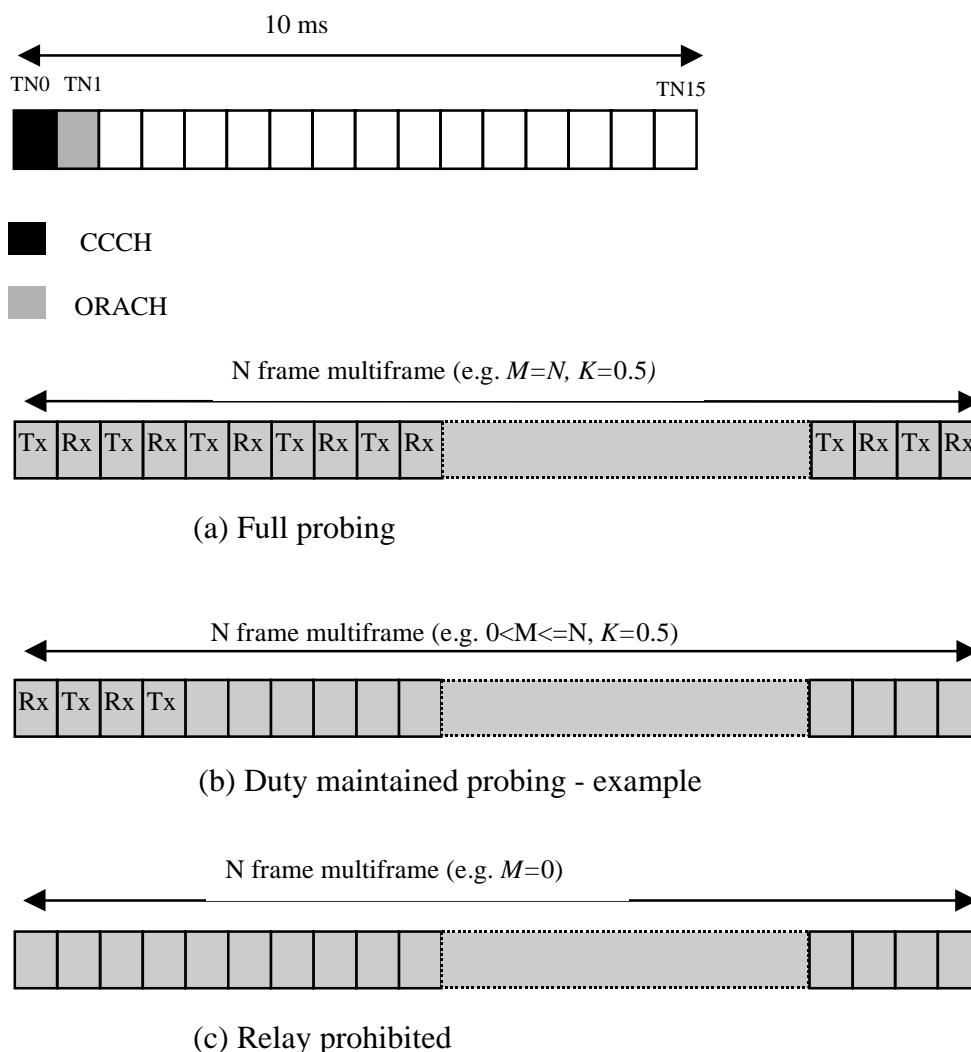 10 ms
TN0 TN1 TN15
CCCH
ORACH
N frame multiframe (e.g. M=N, K=0.5)
Tx Rx Tx Rx Tx Rx Tx Rx Tx Rx Tx Rx Tx Rx
(a) Full probing
N frame multiframe (e.g. 0<M<=N, K=0.5)
Rx Tx Rx Tx
(b) Duty maintained probing - example
N frame multiframe (e.g. M=0)
(c) Relay prohibited